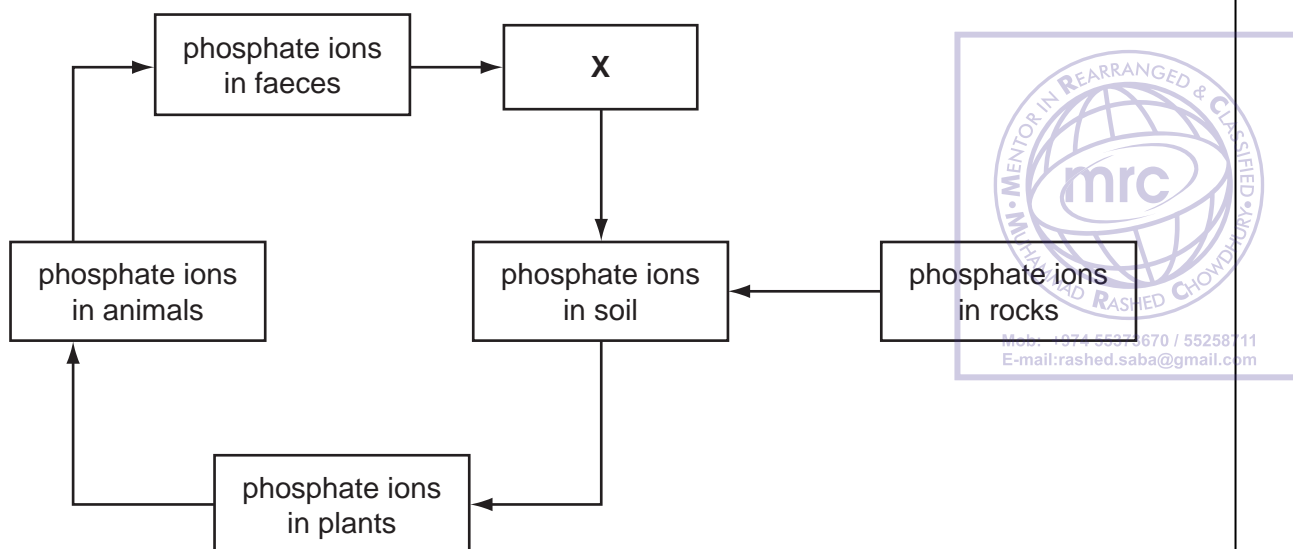 phosphate ions
in faeces
X
phosphate ions
in animals
phosphate ions
in soil
phosphate ions
in rocks
phosphate ions
in plants
MENTOR IN REARRANGED & CLASSIFIED
mrc
MUHAMMAD RASHED CHOWDHURY
Mob: +974 55373670 / 55258711
E-mail:rashed.saba@gmail.com